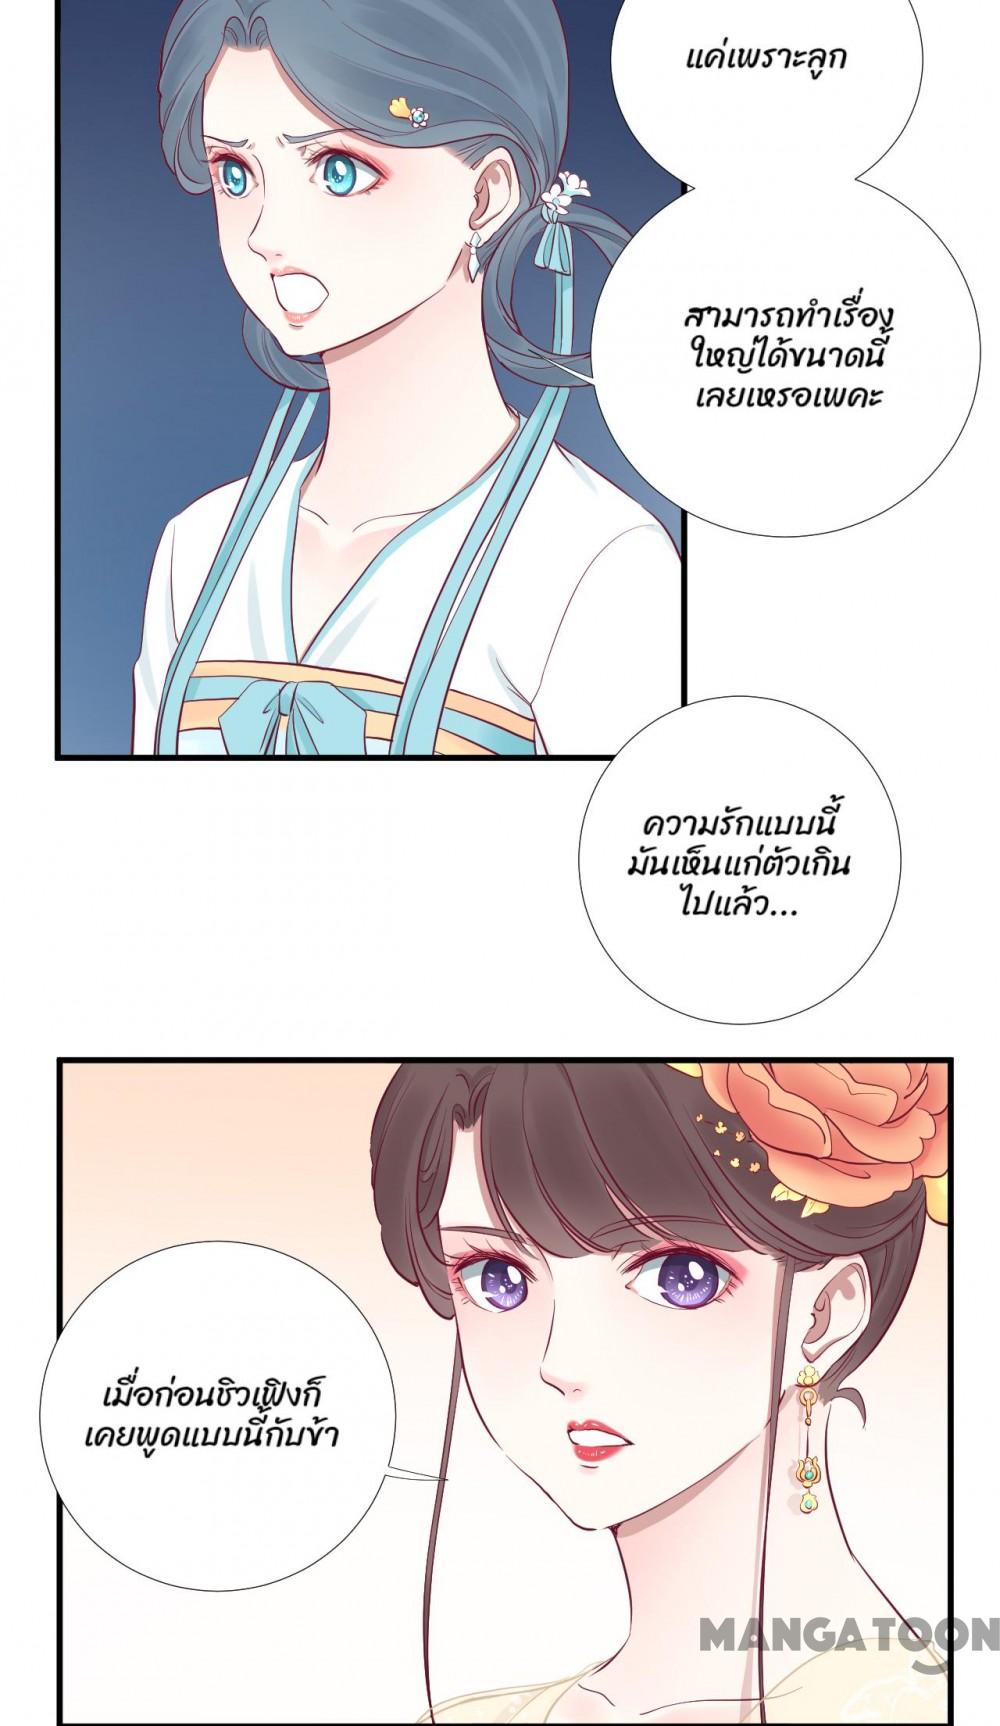 แค่เพราะลูก
สามารถทำเรื่อง
ใหญ่ได้ขนาดนี้
เลยเหรอเพคะ
ความรักแบบนี้
มันเห็นแก่ตัวเกิน
ไปแล้ว...
เมื่อก่อนชิวเฟิงก็
เคยพูดแบบนี้กับข้า
MANGATOON